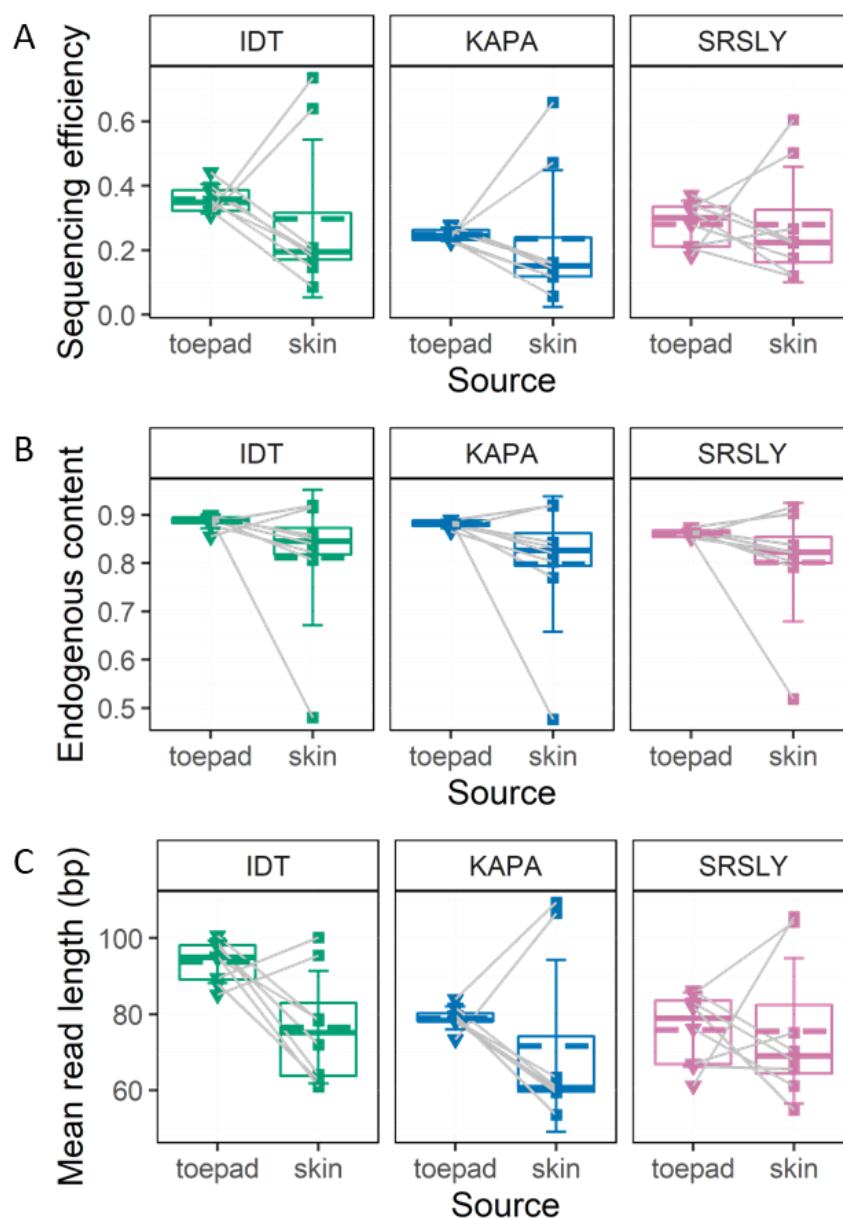 A
IDT KAPA SRSLY
Sequencing efficiency
0.6
0.4
0.2
0.0
toepad skin toepad skin toepad skin
Source
B
IDT KAPA SRSLY
Endogenous content
0.9
0.8
0.7
0.6
0.5
toepad skin toepad skin toepad skin
Source
C
IDT KAPA SRSLY
Mean read length (bp)
100
80
60
toepad skin toepad skin toepad skin
Source